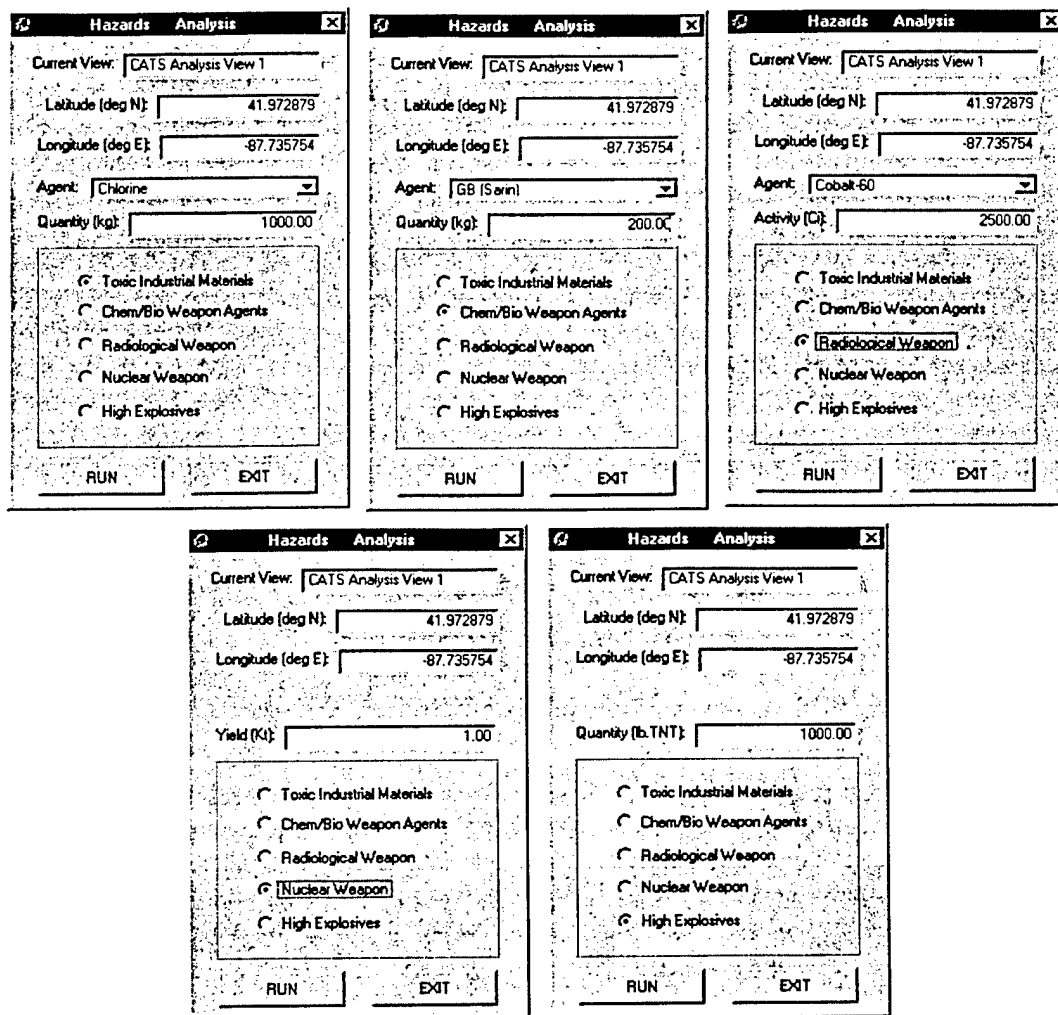 Hazards Analysis
Current View: CATS Analysis View 1
Latitude (deg N): 41.972879
Longitude (deg E): -87.735754
Agent: Chlorine
Quantity (kg): 1000.00
Toxic Industrial Materials
Chem/Bio Weapon Agents
Radiological Weapon
Nuclear Weapon
High Explosives
RUN EXIT
Hazards Analysis
Current View: CATS Analysis View 1
Latitude (deg N): 41.972879
Longitude (deg E): -87.735754
Agent: GB (Sarin)
Quantity (kg): 200.00
Toxic Industrial Materials
Chem/Bio Weapon Agents
Radiological Weapon
Nuclear Weapon
High Explosives
RUN EXIT
Hazards Analysis
Current View: CATS Analysis View 1
Latitude (deg N): 41.972879
Longitude (deg E): -87.735754
Agent: Cobalt-60
Activity (Ci): 2500.00
Toxic Industrial Materials
Chem/Bio Weapon Agents
Radiological Weapon
Nuclear Weapon
High Explosives
RUN EXIT
Hazards Analysis
Current View: CATS Analysis View 1
Latitude (deg N): 41.972879
Longitude (deg E): -87.735754
Yield (Kt): 1.00
Toxic Industrial Materials
Chem/Bio Weapon Agents
Radiological Weapon
Nuclear Weapon
High Explosives
RUN EXIT
Hazards Analysis
Current View: CATS Analysis View 1
Latitude (deg N): 41.972879
Longitude (deg E): -87.735754
Quantity (lb.TNT): 1000.00
Toxic Industrial Materials
Chem/Bio Weapon Agents
Radiological Weapon
Nuclear Weapon
High Explosives
RUN EXIT